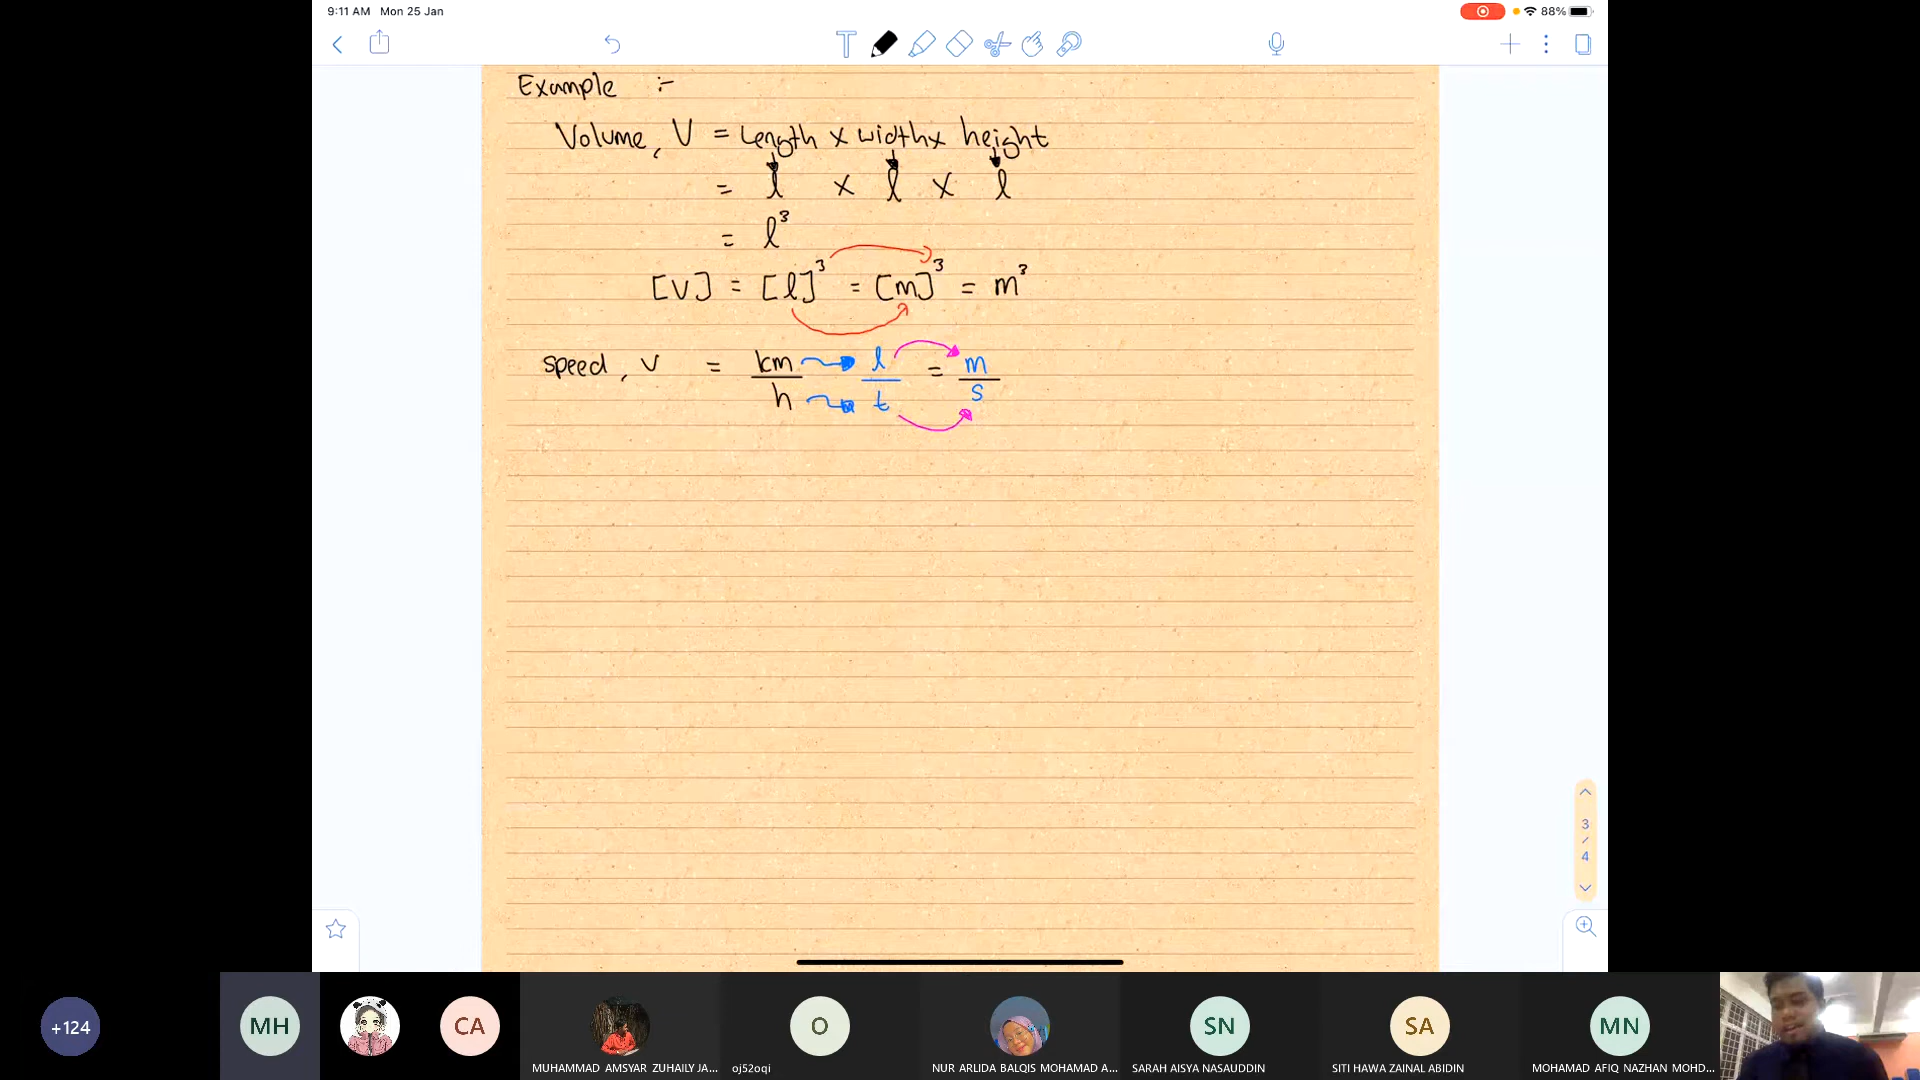 9:11 AM Mon 25 Jan
88%
T
Example :-
Volume, V = Length x width x height
= l x l x l
= l³
[V] = [l]³ = [m]³ = m³
speed, v = km/h l/t = m/s
3
/
4
+124
MH
CA
O
SN
SA
MN
MUHAMMAD AMSYAR ZUHAILY JA...
oj52oqi
NUR ARLIDA BALQIS MOHAMAD A...
SARAH AISYA NASAUDDIN
SITI HAWA ZAINAL ABIDIN
MOHAMAD AFIQ NAZHAN MOHD...